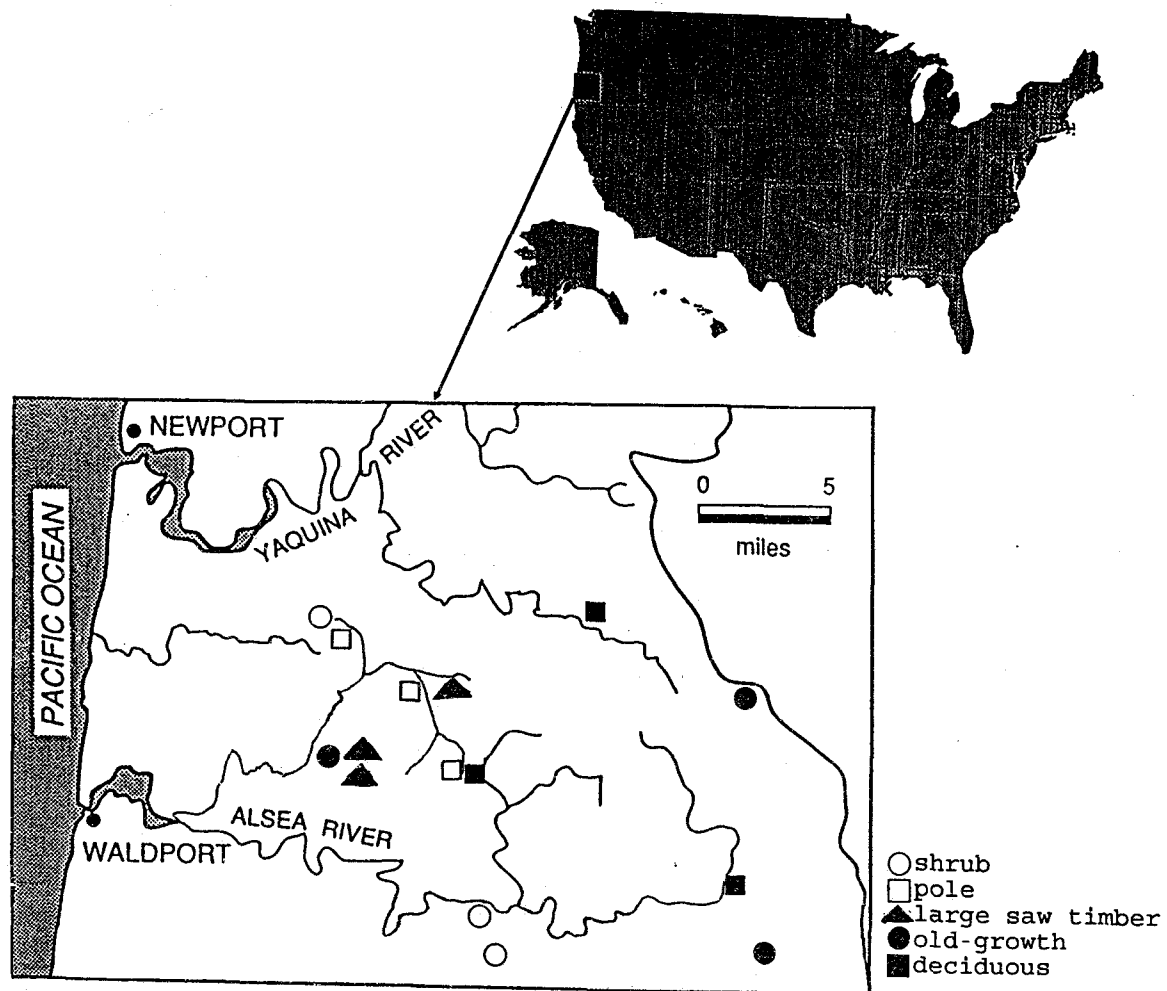 NEWPORT
YAQUINA RIVER
PACIFIC OCEAN
0 5
miles
ALSEA RIVER
WALDPORT
shrub
pole
large saw timber
old-growth
deciduous